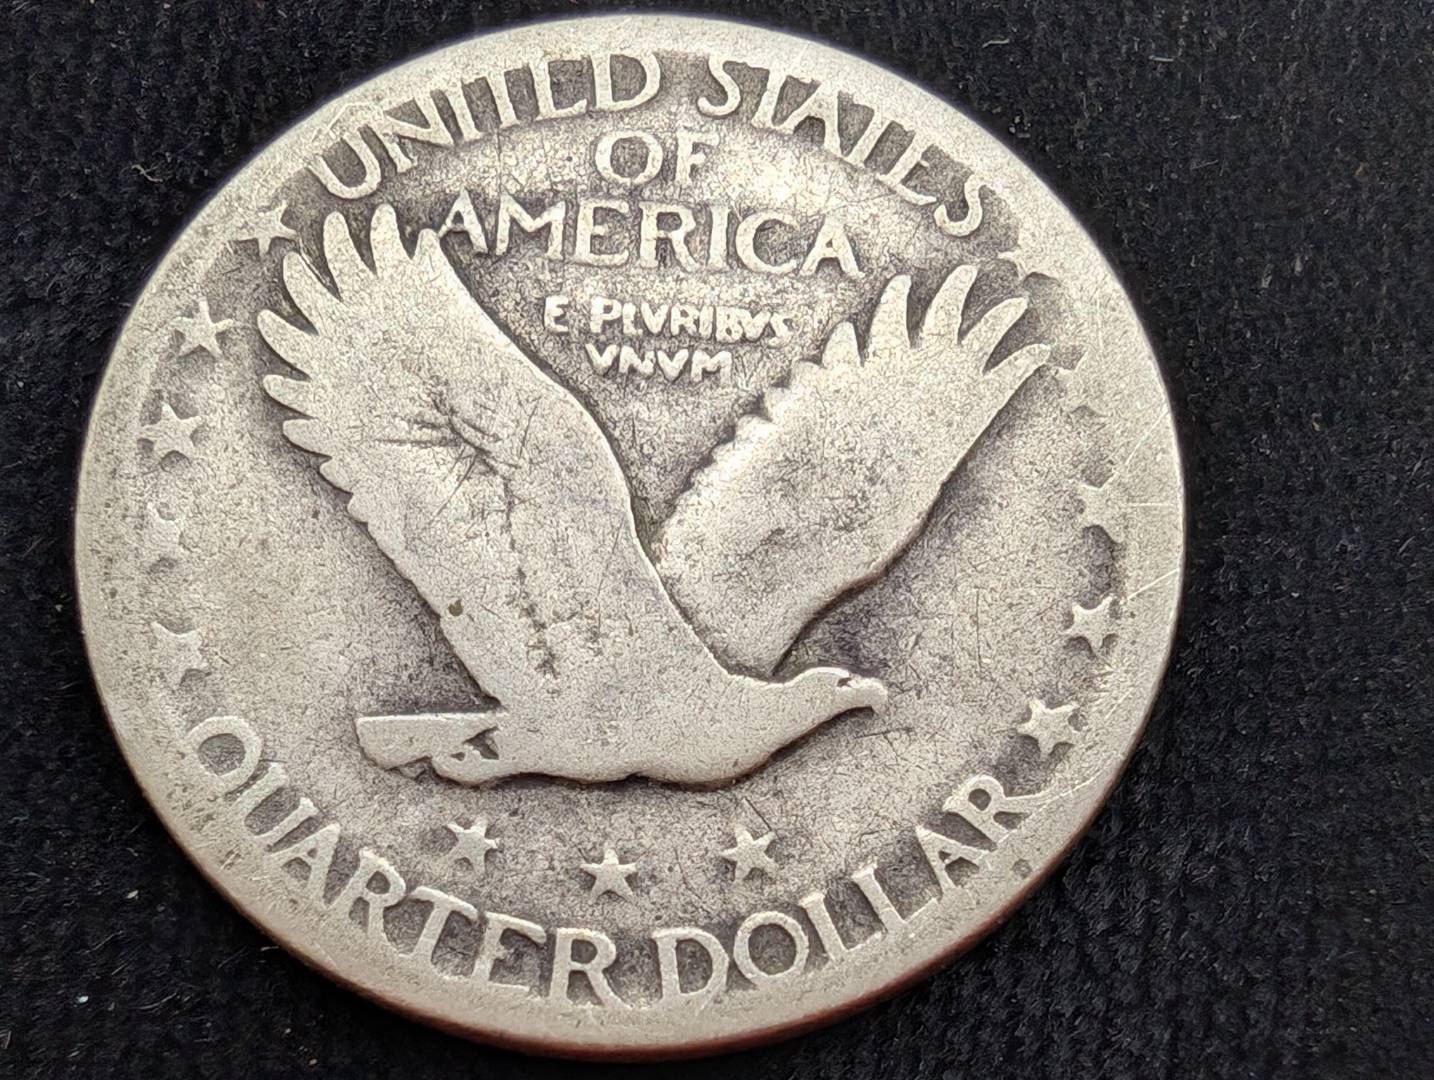 UNITED STATES
OF
AMERICA
E PLVRIBVS
VNVM
QUARTER DOLLAR